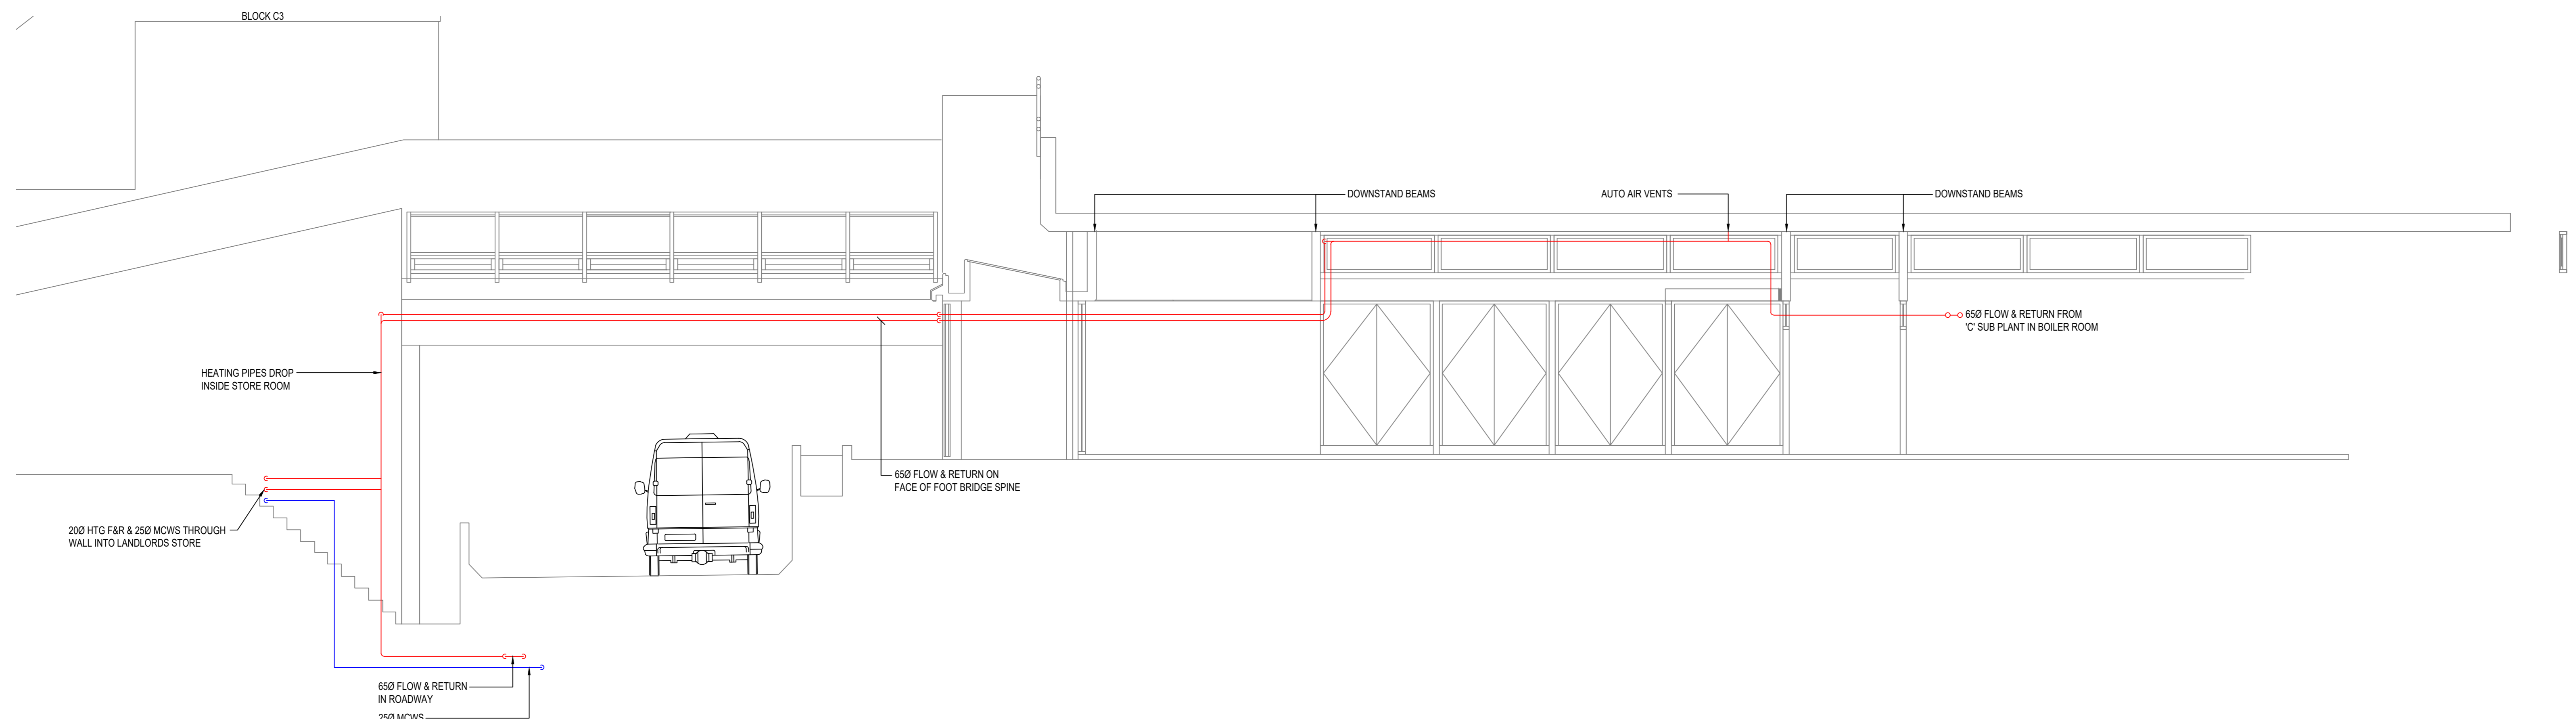 BLOCK C3
DOWNSTAND BEAMS
AUTO AIR VENTS
DOWNSTAND BEAMS
65Ø FLOW & RETURN FROM
'C' SUB PLANT IN BOILER ROOM
HEATING PIPES DROP
INSIDE STORE ROOM
65Ø FLOW & RETURN ON
FACE OF FOOT BRIDGE SPINE
20Ø HTG F&R & 25Ø MCWS THROUGH
WALL INTO LANDLORDS STORE
65Ø FLOW & RETURN
IN ROADWAY
25Ø MCWS